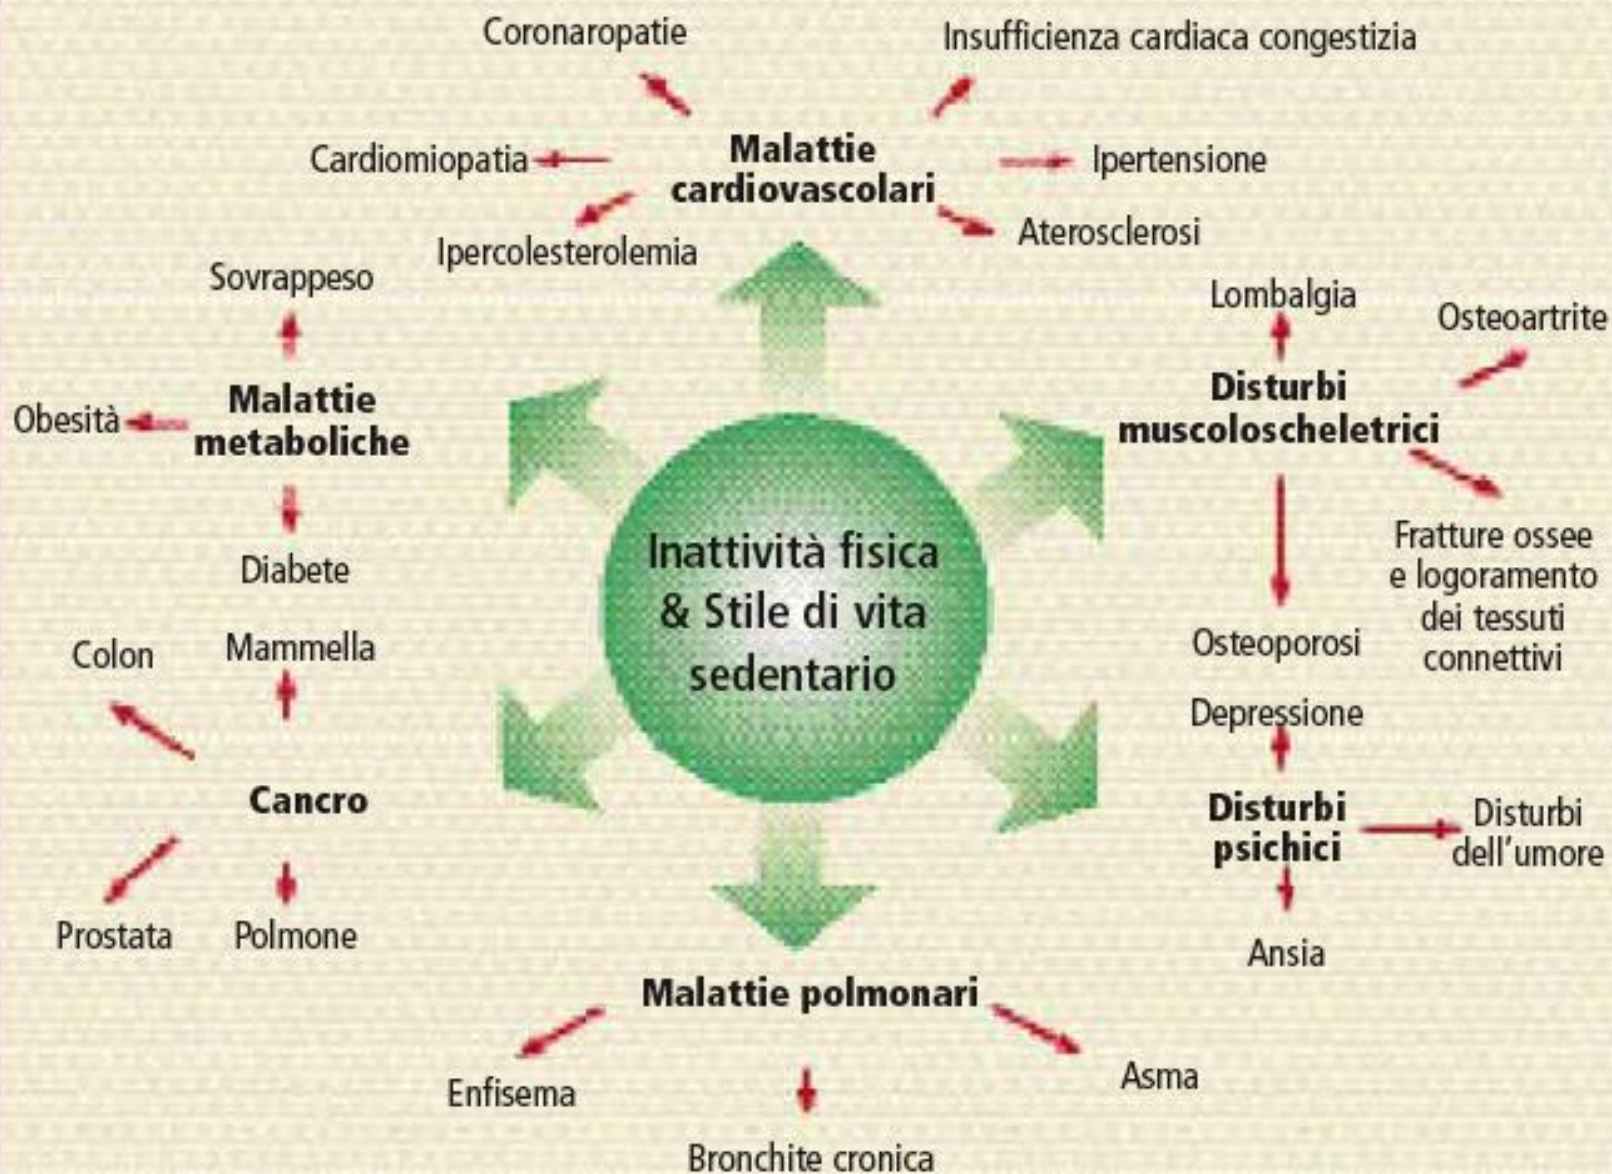 Coronaropatie
Insufficienza cardiaca congestizia
Malattie
cardiovascolari
Cardiomiopatia
Ipertensione
Ipercolesterolemia
Aterosclerosi
Sovrappeso
Malattie
metaboliche
Obesità
Diabete
Lombalgia
Osteoartrite
Disturbi
muscoloscheletrici
Fratture ossee
e logoramento
dei tessuti
connettivi
Osteoporosi
Inattività fisica
& Stile di vita
sedentario
Colon
Mammella
Cancro
Prostata
Polmone
Depressione
Disturbi
psichici
Disturbi
dell'umore
Ansia
Malattie polmonari
Enfisema
Bronchite cronica
Asma